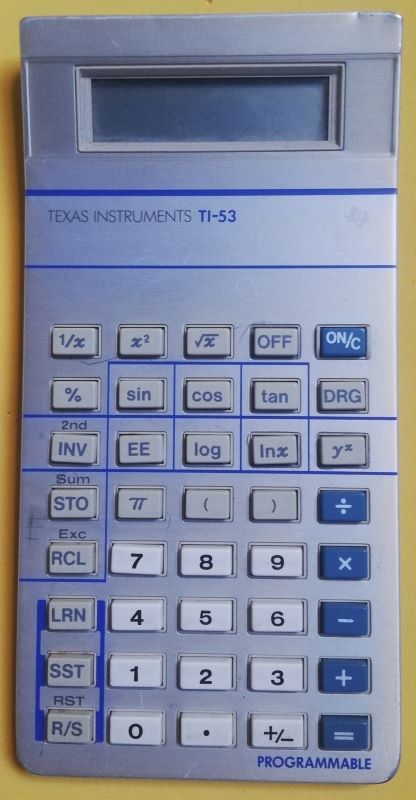 TEXAS INSTRUMENTS TI-53
1/x x² √x OFF ON/C
% sin cos tan DRG
2nd
INV EE log lnx yˣ
Sum
STO π ( ) ÷
Exc
RCL 7 8 9 ×
LRN 4 5 6 −
SST 1 2 3 +
RST
R/S 0 . +/− =
PROGRAMMABLE